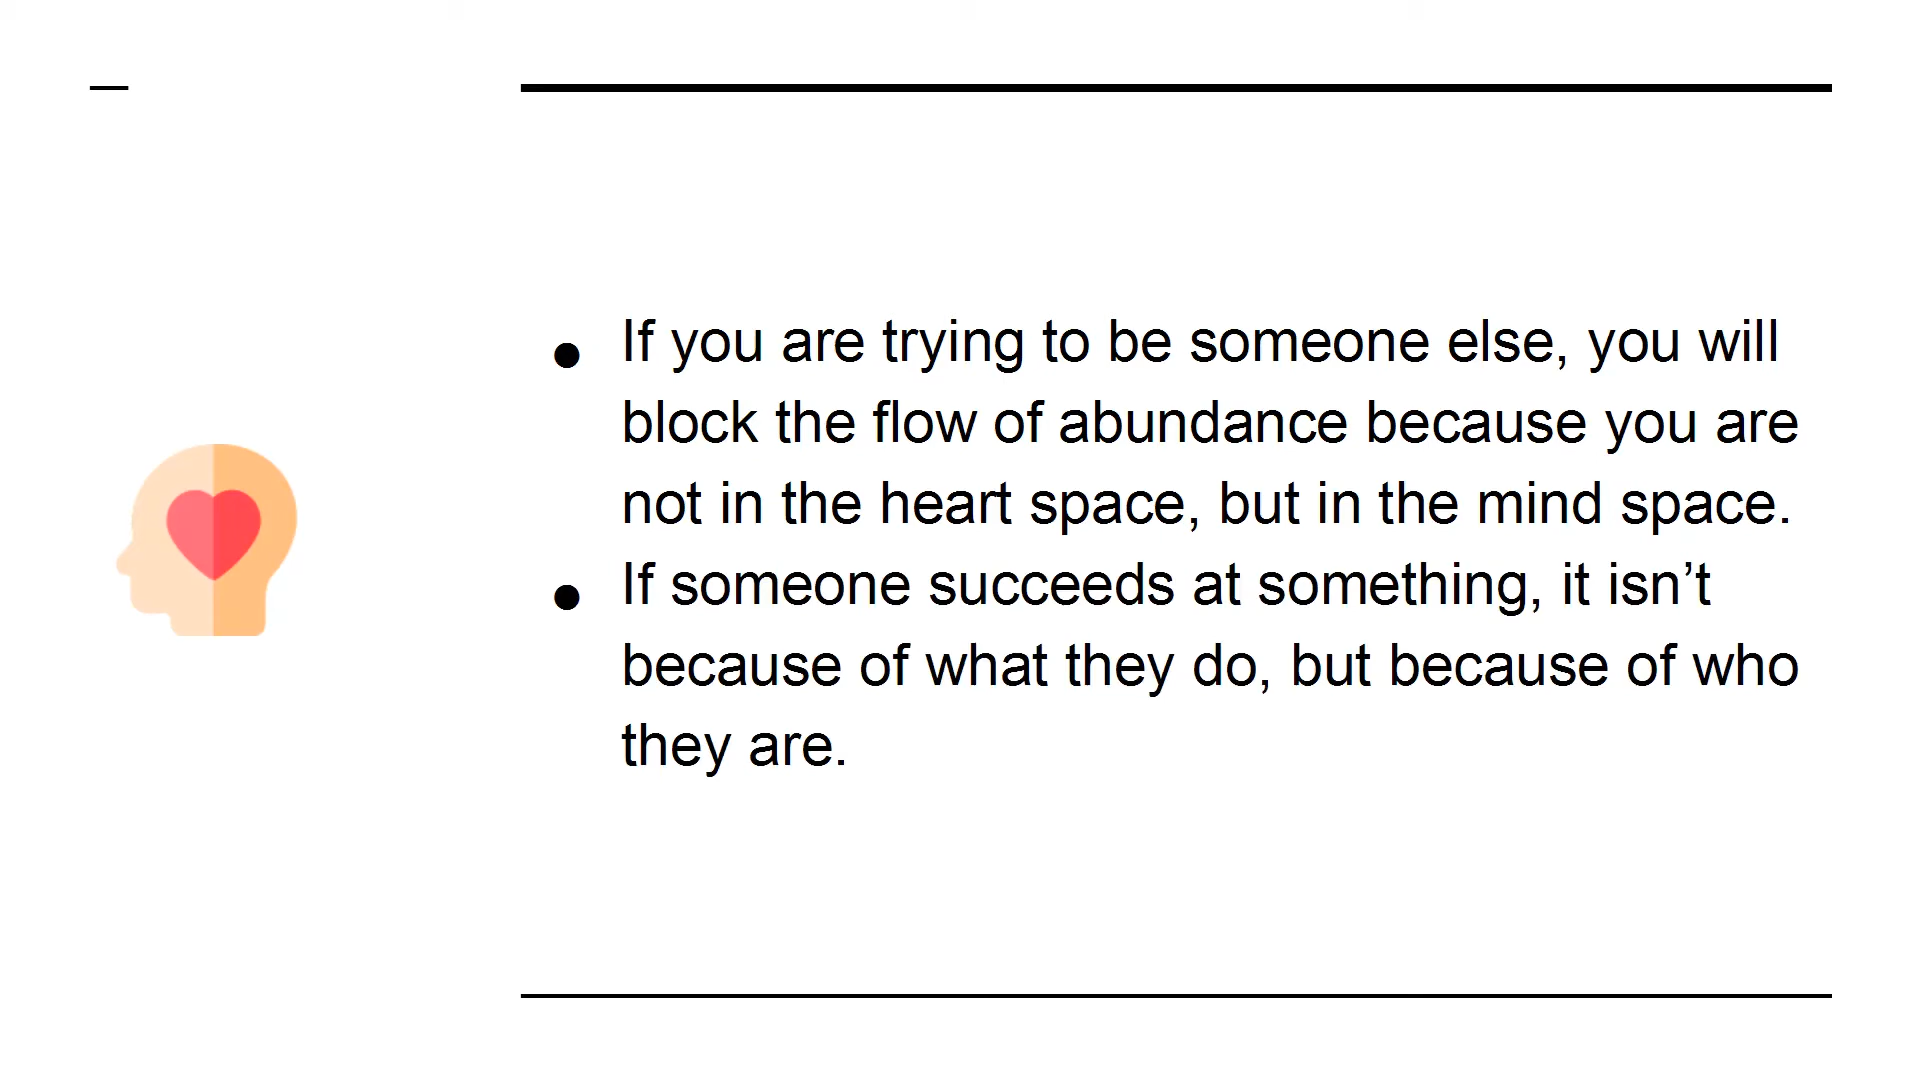 ● If you are trying to be someone else, you will
block the flow of abundance because you are
not in the heart space, but in the mind space.
● If someone succeeds at something, it isn’t
because of what they do, but because of who
they are.